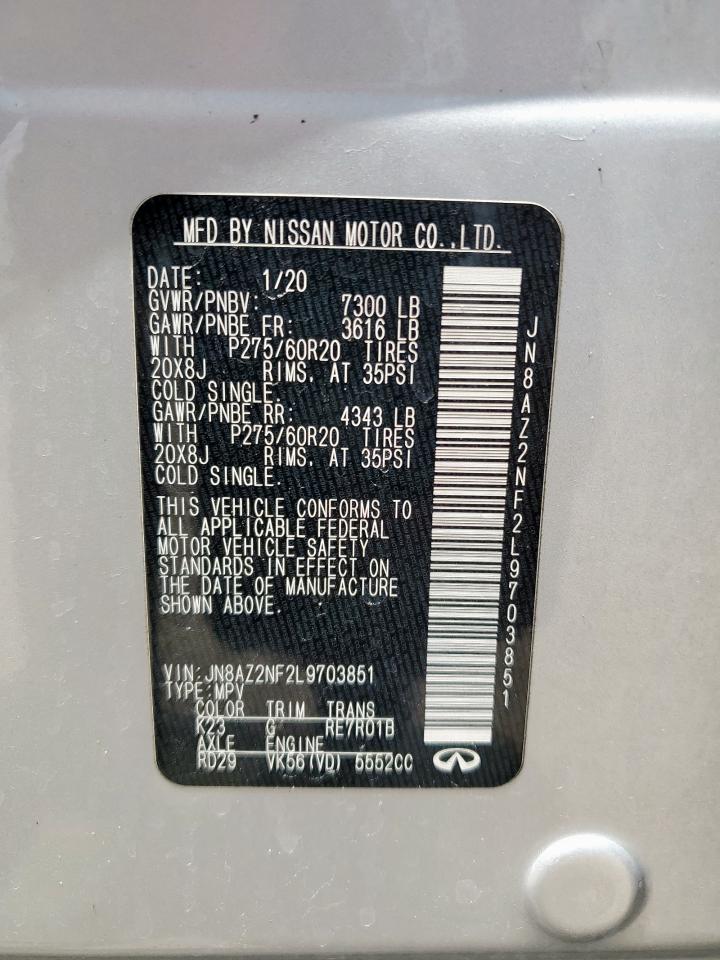 MFD BY NISSAN MOTOR CO.,LTD.
DATE: 1/20
GVWR/PNBV: 7300 LB
GAWR/PNBE FR: 3616 LB
WITH P275/60R20 TIRES
20X8J RIMS, AT 35PSI
COLD SINGLE.
GAWR/PNBE RR: 4343 LB
WITH P275/60R20 TIRES
20X8J RIMS, AT 35PSI
COLD SINGLE.
THIS VEHICLE CONFORMS TO
ALL APPLICABLE FEDERAL
MOTOR VEHICLE SAFETY
STANDARDS IN EFFECT ON
THE DATE OF MANUFACTURE
SHOWN ABOVE.
VIN:JN8AZ2NF2L9703851
TYPE:MPV
COLOR TRIM TRANS
K23 G RE7R01B
AXLE ENGINE
RD29 VK56(VD) 5552CC
JN8AZ2NF2L9703851